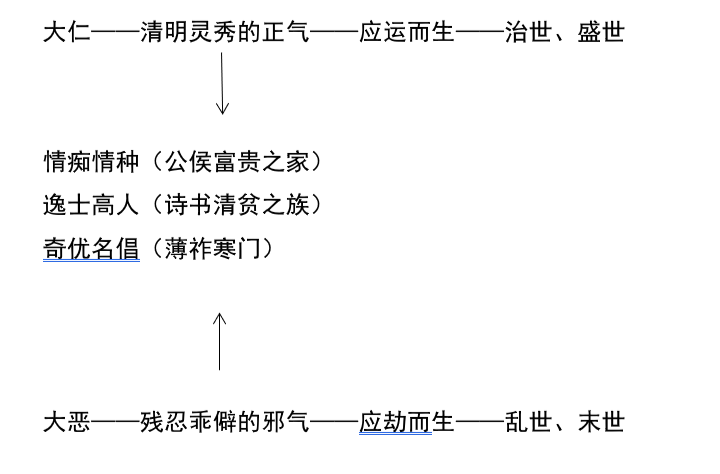 大仁——清明灵秀的正气——应运而生——治世、盛世
情痴情种（公侯富贵之家）
逸士高人（诗书清贫之族）
奇优名倡（薄祚寒门）
大恶——残忍乖僻的邪气——应劫而生——乱世、末世